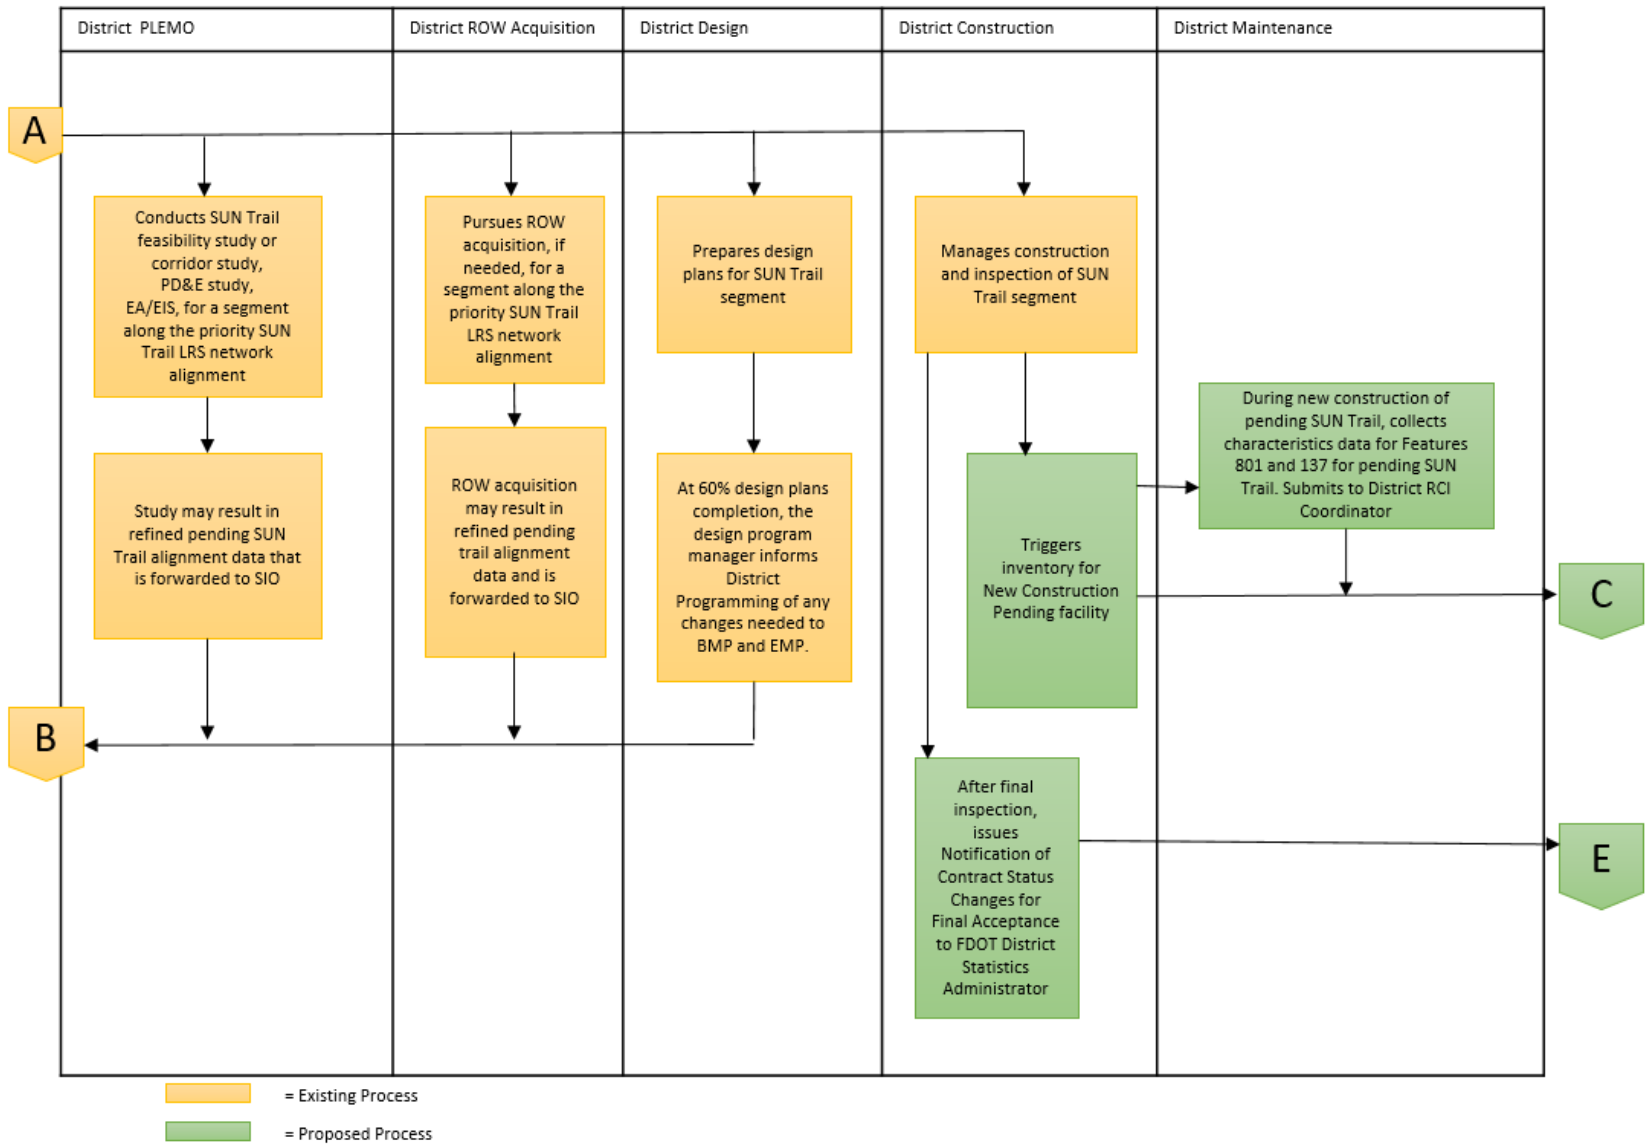 District PLEMO
District ROW Acquisition
District Design
District Construction
District Maintenance
A
Conducts SUN Trail
feasibility study or
corridor study,
PD&E study,
EA/EIS, for a segment
along the priority SUN
Trail LRS network
alignment
Pursues ROW
acquisition, if
needed, for a
segment along the
priority SUN Trail
LRS network
alignment
Prepares design
plans for SUN Trail
segment
Manages construction
and inspection of SUN
Trail segment
During new construction of
pending SUN Trail, collects
characteristics data for Features
801 and 137 for pending SUN
Trail. Submits to District RCI
Coordinator
Study may result in
refined pending SUN
Trail alignment data that
is forwarded to SIO
ROW acquisition
may result in
refined pending
trail alignment
data and is
forwarded to SIO
At 60% design plans
completion, the
design program
manager informs
District
Programming of any
changes needed to
BMP and EMP.
Triggers
inventory for
New Construction
Pending facility
C
B
After final
inspection,
issues
Notification of
Contract Status
Changes for
Final Acceptance
to FDOT District
Statistics
Administrator
E
= Existing Process
= Proposed Process